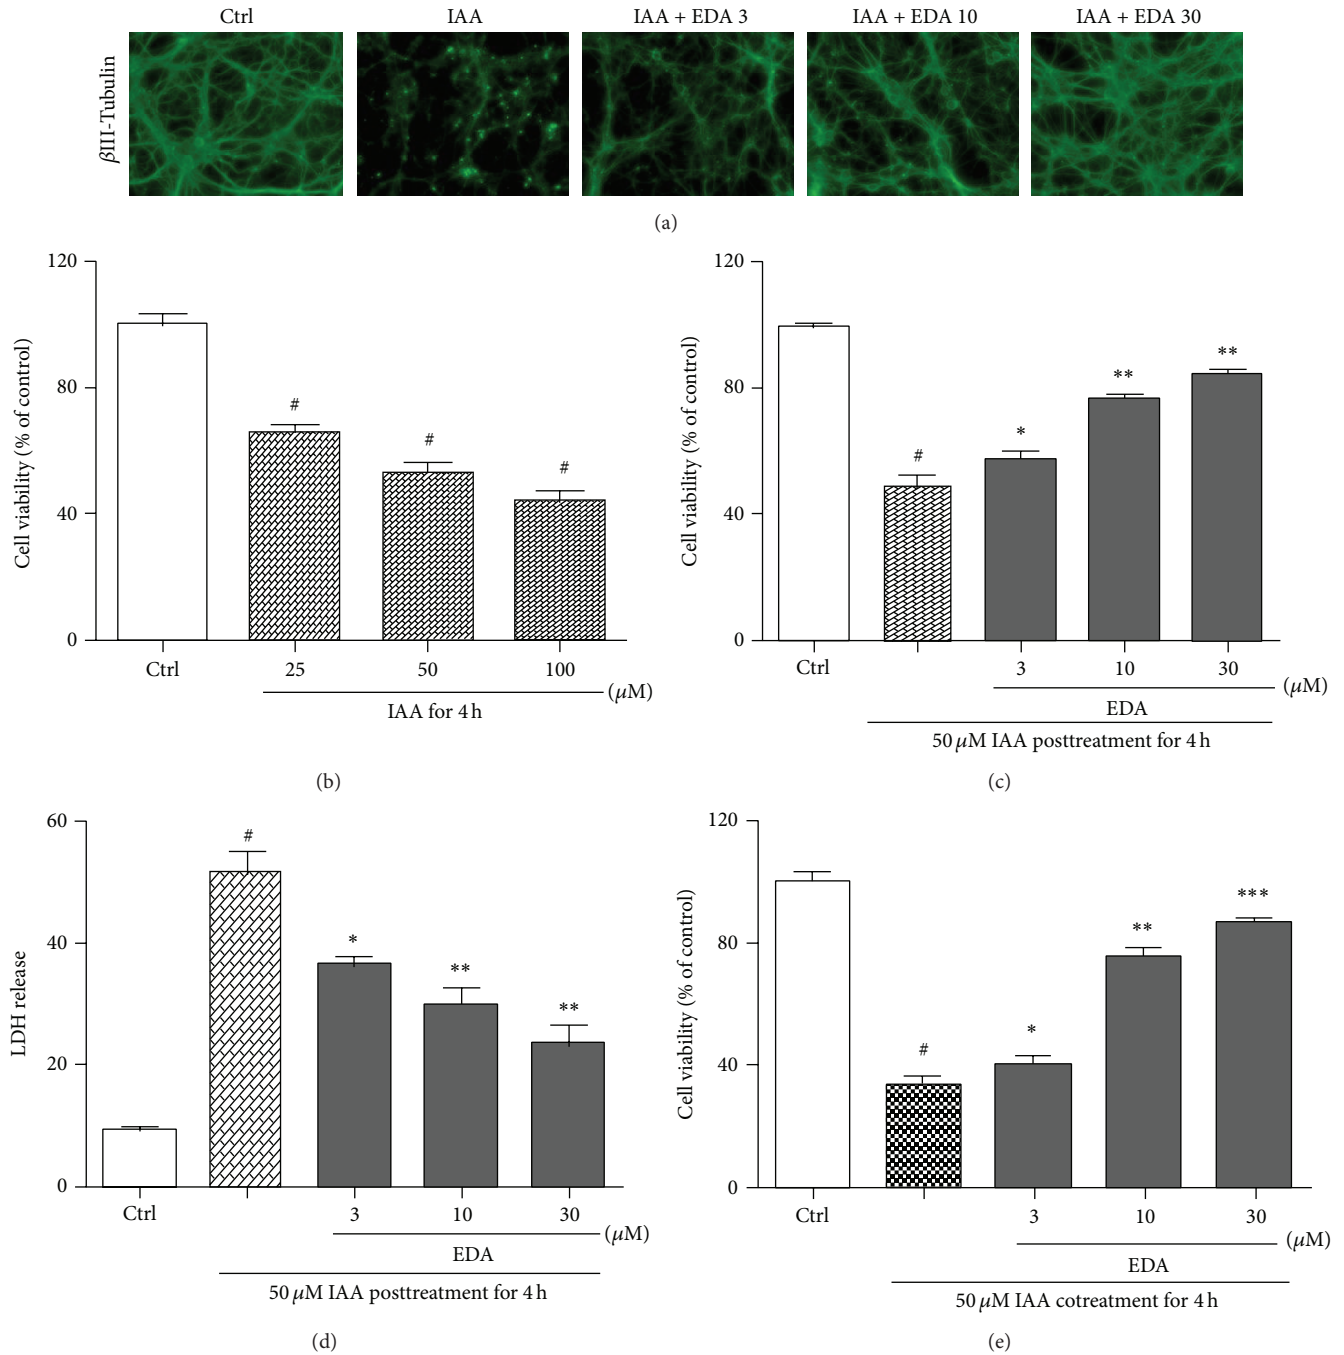 Ctrl IAA IAA + EDA 3 IAA + EDA 10 IAA + EDA 30
βIII-Tubulin
(a)
120
80
40
0
Cell viability (% of control)
# # #
Ctrl 25 50 100
(μM)
IAA for 4 h
(b)
120
80
40
0
Cell viability (% of control)
# * ** **
Ctrl 3 10 30
(μM)
EDA
50 μM IAA posttreatment for 4 h
(c)
60
40
20
0
LDH release
# * ** **
Ctrl 3 10 30
(μM)
EDA
50 μM IAA posttreatment for 4 h
(d)
120
80
40
0
Cell viability (% of control)
# * ** ***
Ctrl 3 10 30
(μM)
EDA
50 μM IAA cotreatment for 4 h
(e)